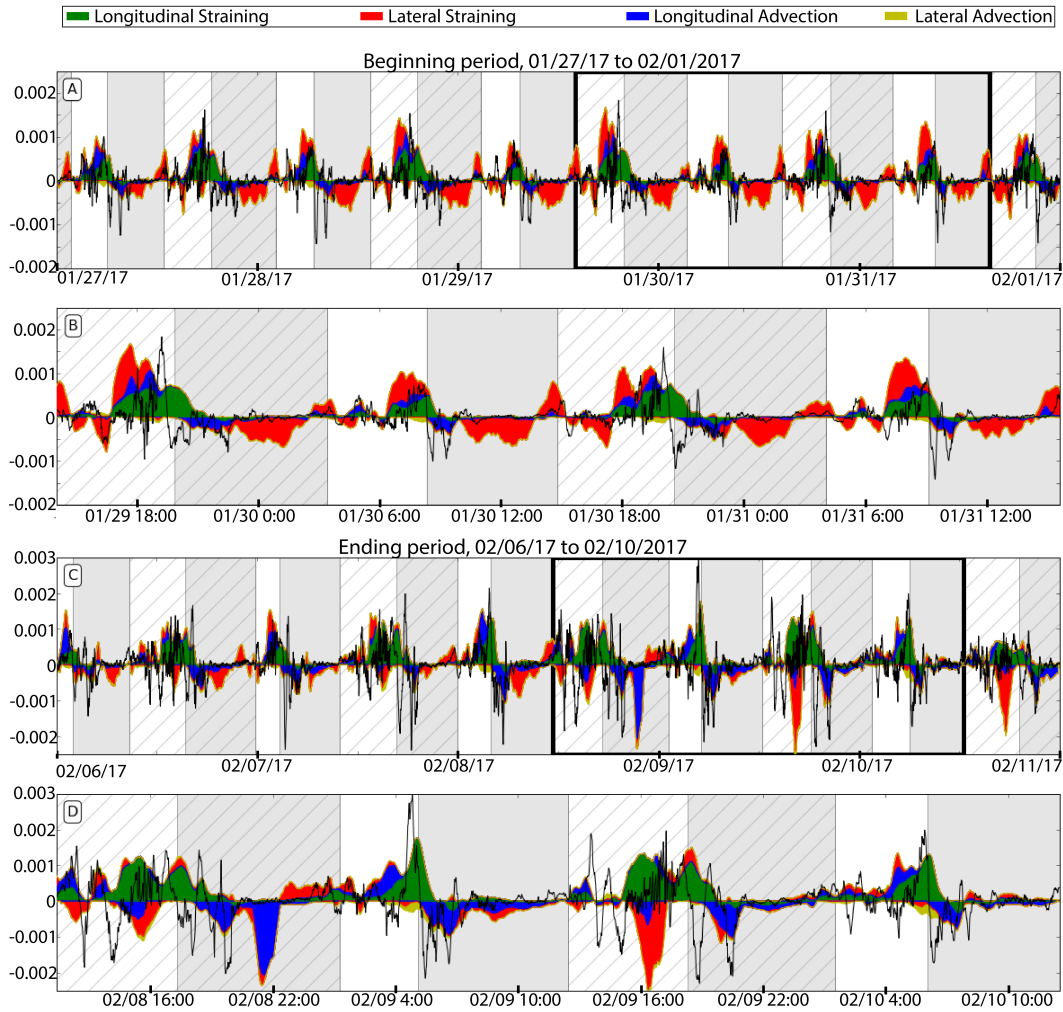 Longitudinal Straining Lateral Straining Longitudinal Advection Lateral Advection
Beginning period, 01/27/17 to 02/01/2017
A
0.002
0.001
0
-0.001
-0.002
01/27/17 01/28/17 01/29/17 01/30/17 01/31/17 02/01/17
B
0.002
0.001
0
-0.001
-0.002
01/29 18:00 01/30 0:00 01/30 6:00 01/30 12:00 01/30 18:00 01/31 0:00 01/31 6:00 01/31 12:00
Ending period, 02/06/17 to 02/10/2017
C
0.003
0.002
0.001
0
-0.001
-0.002
02/06/17 02/07/17 02/08/17 02/09/17 02/10/17 02/11/17
D
0.003
0.002
0.001
0
-0.001
-0.002
02/08 16:00 02/08 22:00 02/09 4:00 02/09 10:00 02/09 16:00 02/09 22:00 02/10 4:00 02/10 10:00